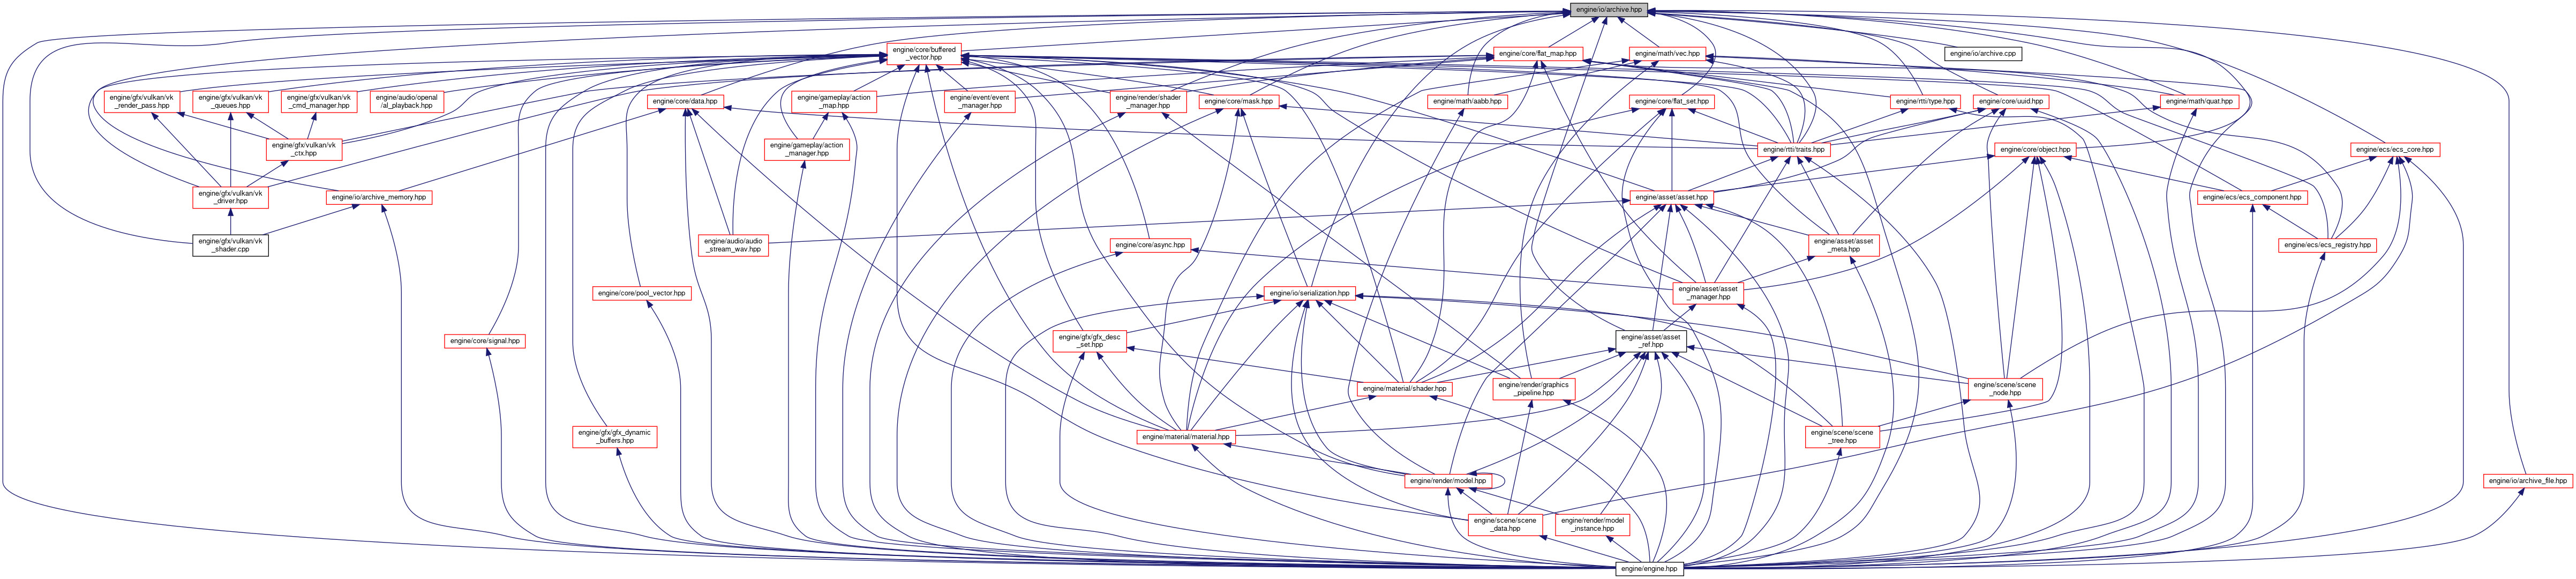 engine/io/archive.hpp
engine/core/buffered
_vector.hpp
engine/core/flat_map.hpp
engine/math/vec.hpp
engine/io/archive.cpp
engine/gfx/vulkan/vk
_render_pass.hpp
engine/gfx/vulkan/vk
_queues.hpp
engine/gfx/vulkan/vk
_cmd_manager.hpp
engine/audio/openal
/al_playback.hpp
engine/core/data.hpp
engine/gameplay/action
_map.hpp
engine/event/event
_manager.hpp
engine/render/shader
_manager.hpp
engine/core/mask.hpp
engine/math/aabb.hpp
engine/core/flat_set.hpp
engine/rtti/type.hpp
engine/core/uuid.hpp
engine/math/quat.hpp
engine/gfx/vulkan/vk
_ctx.hpp
engine/gameplay/action
_manager.hpp
engine/rtti/traits.hpp
engine/core/object.hpp
engine/ecs/ecs_core.hpp
engine/gfx/vulkan/vk
_driver.hpp
engine/io/archive_memory.hpp
engine/asset/asset.hpp
engine/ecs/ecs_component.hpp
engine/gfx/vulkan/vk
_shader.cpp
engine/audio/audio
_stream_wav.hpp
engine/core/async.hpp
engine/asset/asset
_meta.hpp
engine/ecs/ecs_registry.hpp
engine/core/pool_vector.hpp
engine/io/serialization.hpp
engine/asset/asset
_manager.hpp
engine/core/signal.hpp
engine/gfx/gfx_desc
_set.hpp
engine/asset/asset
_ref.hpp
engine/material/shader.hpp
engine/render/graphics
_pipeline.hpp
engine/scene/scene
_node.hpp
engine/gfx/gfx_dynamic
_buffers.hpp
engine/material/material.hpp
engine/scene/scene
_tree.hpp
engine/render/model.hpp
engine/io/archive_file.hpp
engine/scene/scene
_data.hpp
engine/render/model
_instance.hpp
engine/engine.hpp